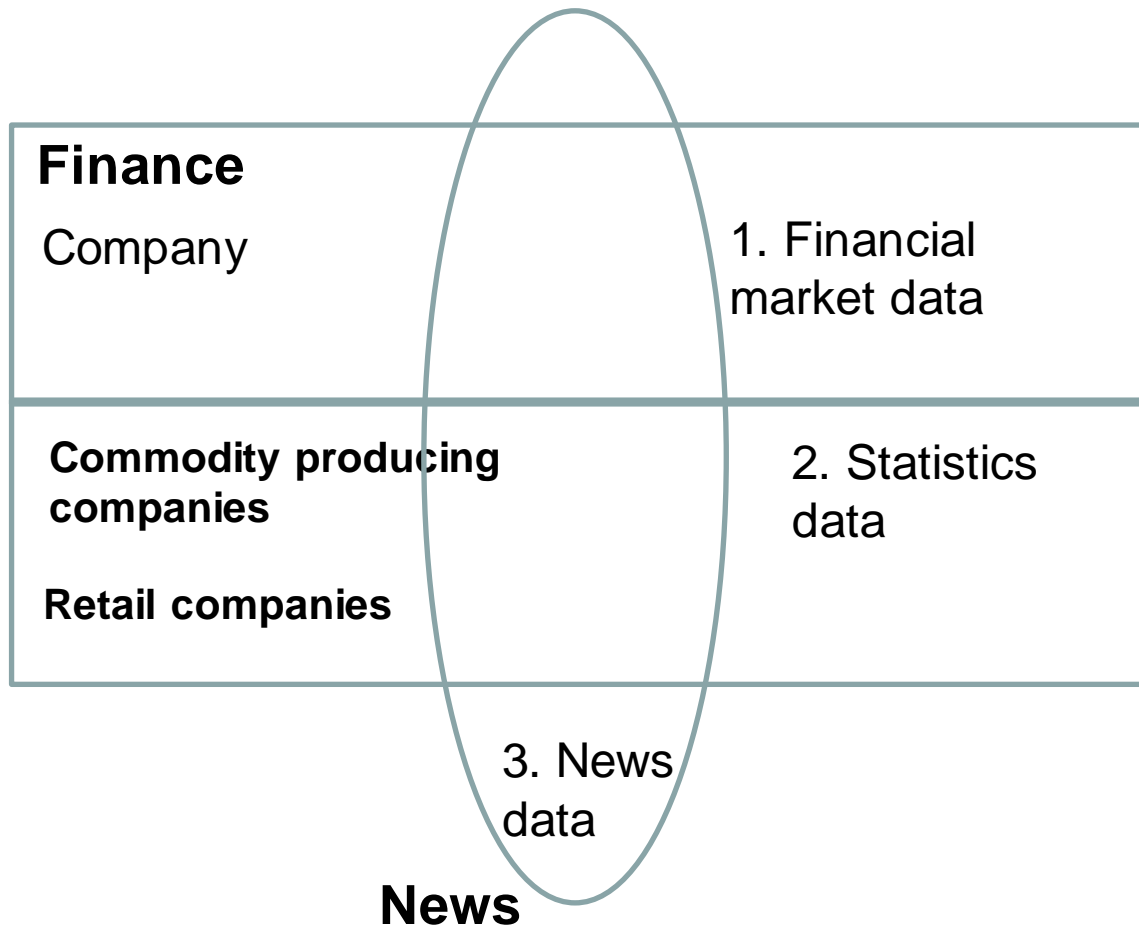 Finance
Company
1. Financial
market data
Commodity producing
companies
2. Statistics
data
Retail companies
3. News
data
News